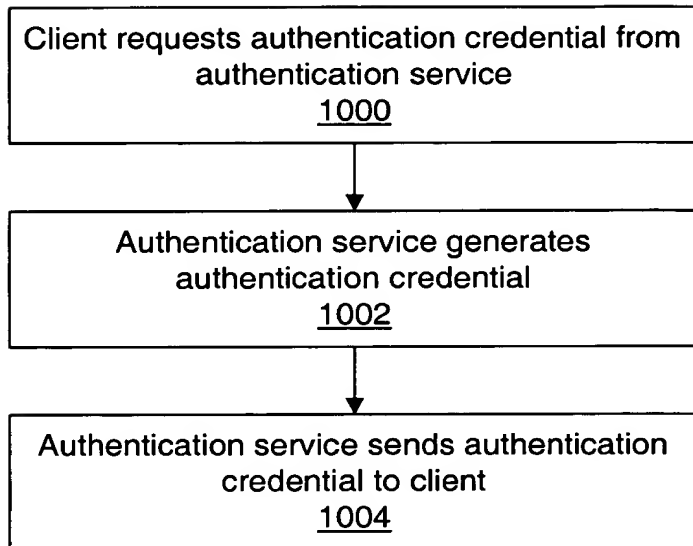 Client requests authentication credential from
authentication service
1000
Authentication service generates
authentication credential
1002
Authentication service sends authentication
credential to client
1004